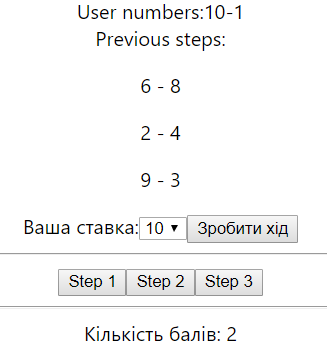 User numbers:10-1
Previous steps:
6 - 8
2 - 4
9 - 3
Ваша ставка: 10 Зробити хід
Step 1 Step 2 Step 3
Кількість балів: 2